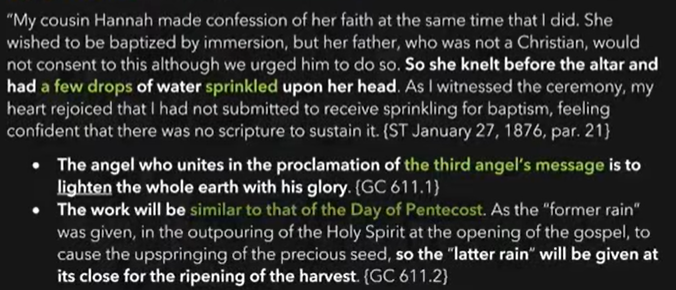 “My cousin Hannah made confession of her faith at the same time that I did. She
wished to be baptized by immersion, but her father, who was not a Christian, would
not consent to this although we urged him to do so. So she knelt before the altar and
had a few drops of water sprinkled upon her head. As I witnessed the ceremony, my
heart rejoiced that I had not submitted to receive sprinkling for baptism, feeling
confident that there was no scripture to sustain it. {ST January 27, 1876, par. 21}
• The angel who unites in the proclamation of the third angel’s message is to
lighten the whole earth with his glory. {GC 611.1}
• The work will be similar to that of the Day of Pentecost. As the “former rain”
was given, in the outpouring of the Holy Spirit at the opening of the gospel, to
cause the upspringing of the precious seed, so the “latter rain” will be given at
its close for the ripening of the harvest. {GC 611.2}